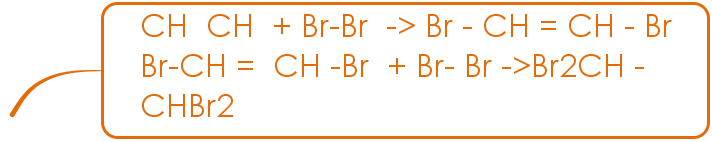 CH  CH  + Br-Br  -> Br - CH = CH - Br
Br-CH =  CH -Br  + Br- Br ->Br2CH -
CHBr2